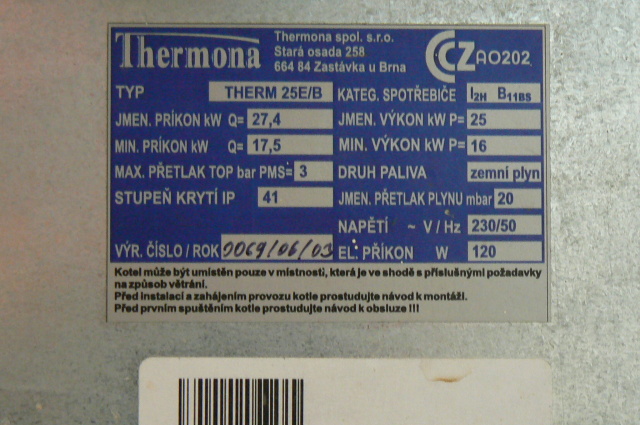 Thermona
Thermona spol. s.r.o.
Stará osada 258
664 84 Zastávka u Brna
CZ AO202
TYP THERM 25E/B
KATEG. SPOTŘEBIČE I2H B11BS
JMEN. PŘÍKON kW Q= 27,4
JMEN. VÝKON kW P= 25
MIN. PŘÍKON kW Q= 17,5
MIN. VÝKON kW P= 16
MAX. PŘETLAK TOP bar PMS= 3
DRUH PALIVA zemní plyn
STUPEŇ KRYTÍ IP 41
JMEN. PŘETLAK PLYNU mbar 20
NAPĚTÍ ~ V / Hz 230/50
VÝR. ČÍSLO / ROK 0069/06/03
EL. PŘÍKON W 120
Kotel může být umístěn pouze v místnosti, která je ve shodě s příslušnými požadavky
na způsob větrání.
Před instalací a zahájením provozu kotle prostudujte návod k montáži.
Před prvním spuštěním kotle prostudujte návod k obsluze !!!